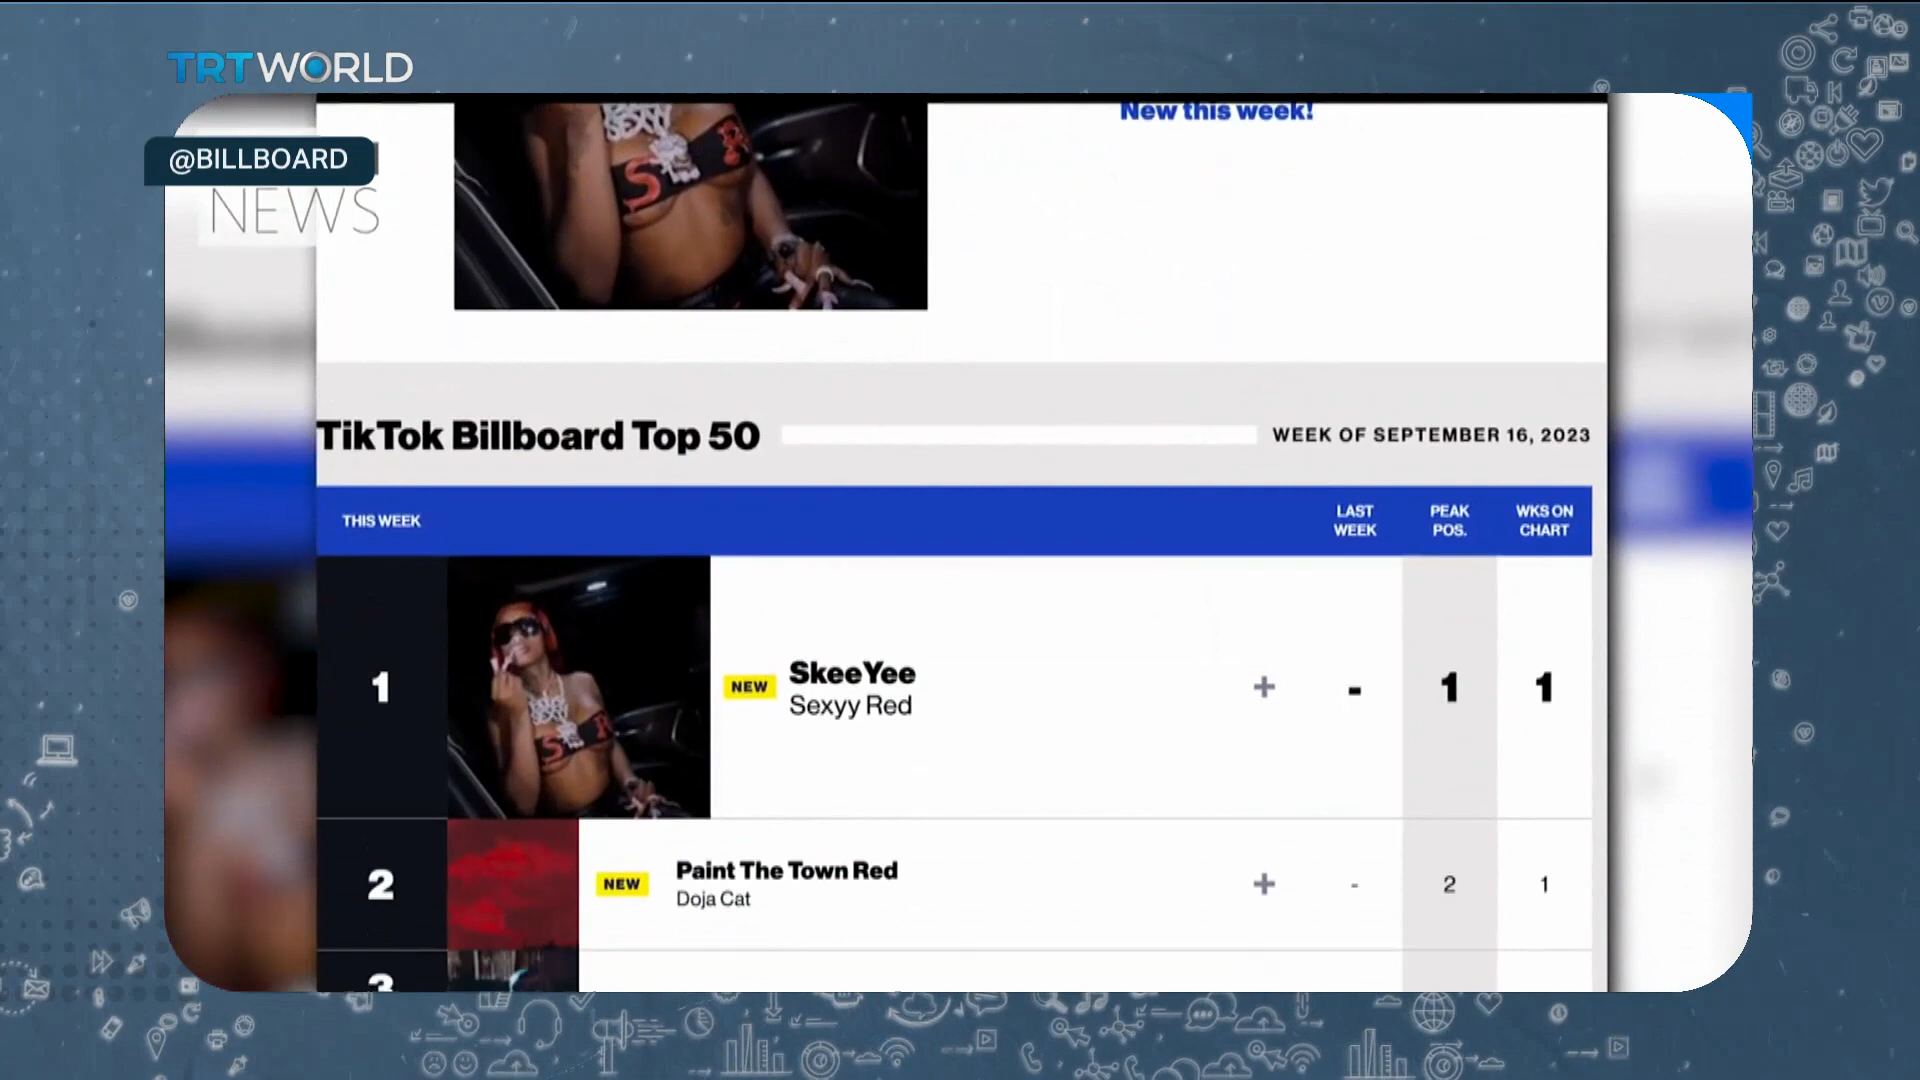 TRT WORLD
@BILLBOARD
NEWS
New this week!
S R
TikTok Billboard Top 50
WEEK OF SEPTEMBER 16, 2023
THIS WEEK
LAST WEEK
PEAK POS.
WKS ON CHART
1
NEW
SkeeYee
Sexyy Red
+ - 1 1
S R
2
NEW
Paint The Town Red
Doja Cat
+ - 2 1
3